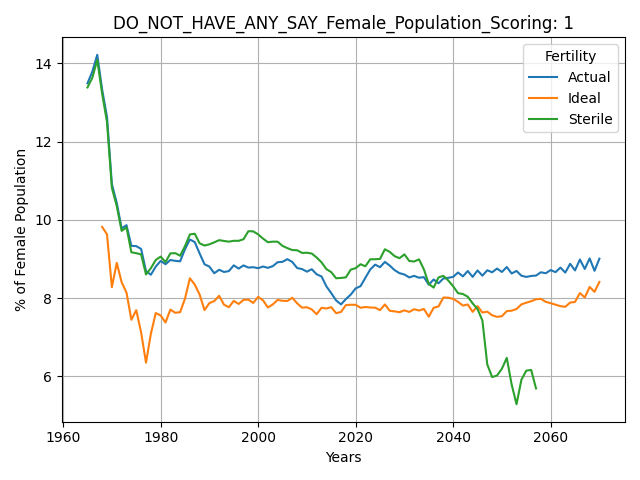 DO_NOT_HAVE_ANY_SAY_Female_Population_Scoring: 1
Fertility
Actual
Ideal
Sterile
% of Female Population
14
12
10
8
6
1960
1980
2000
2020
2040
2060
Years